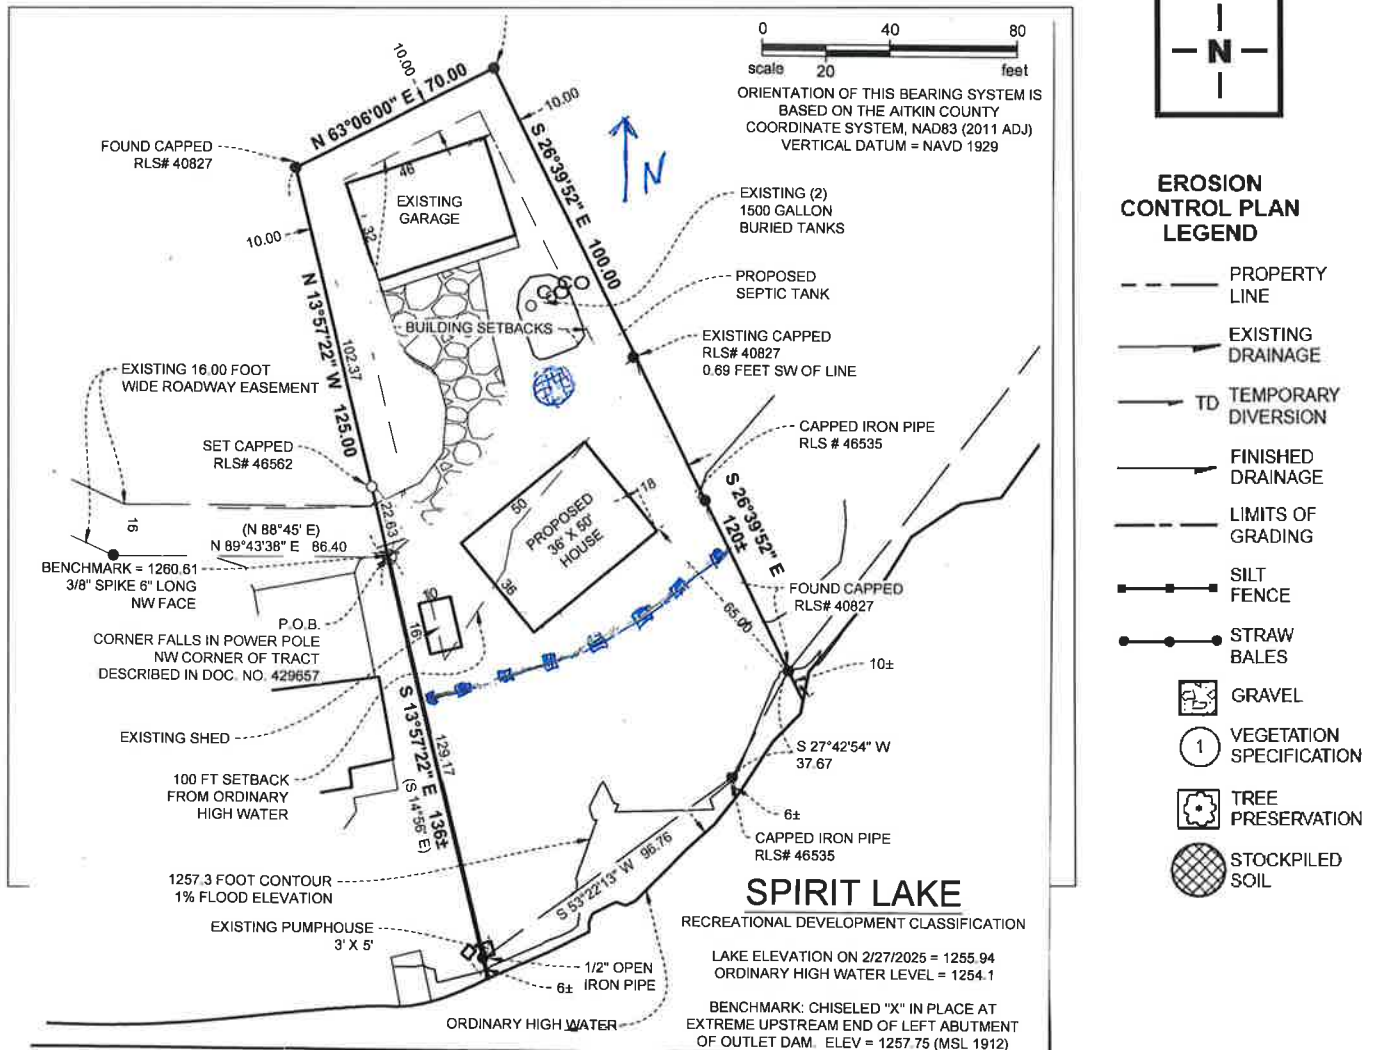 0 40 80
scale 20 feet
ORIENTATION OF THIS BEARING SYSTEM IS
BASED ON THE AITKIN COUNTY
COORDINATE SYSTEM, NAD83 (2011 ADJ)
VERTICAL DATUM = NAVD 1929
N
10.00
N 63°06'00" E 70.00
10.00
S 26°39'52" E 100.00
FOUND CAPPED
RLS# 40827
N
46
EXISTING
GARAGE
32
10.00
EXISTING (2)
1500 GALLON
BURIED TANKS
PROPOSED
SEPTIC TANK
BUILDING SETBACKS
EXISTING CAPPED
RLS# 40827
0.69 FEET SW OF LINE
N 13°57'22" W 125.00
102.37
EXISTING 16.00 FOOT
WIDE ROADWAY EASEMENT
SET CAPPED
RLS# 46562
CAPPED IRON PIPE
RLS # 46535
22.63
16
(N 88°45' E)
N 89°43'38" E 86.40
BENCHMARK = 1260.61
3/8" SPIKE 6" LONG
NW FACE
50
PROPOSED
36' X 50'
HOUSE
18
36
S 26°39'52" E
120±
FOUND CAPPED
RLS# 40827
65.00
10
16
P.O.B.
CORNER FALLS IN POWER POLE
NW CORNER OF TRACT
DESCRIBED IN DOC. NO. 429657
10±
EXISTING SHED
S 13°57'22" E 136±
129.17
(S 14°56' E)
S 27°42'54" W
37.67
100 FT SETBACK
FROM ORDINARY
HIGH WATER
6±
CAPPED IRON PIPE
RLS# 46535
S 53°22'13" W 96.76
1257.3 FOOT CONTOUR
1% FLOOD ELEVATION
EXISTING PUMPHOUSE
3' X 5'
1/2" OPEN
IRON PIPE
6±
ORDINARY HIGH WATER
SPIRIT LAKE
RECREATIONAL DEVELOPMENT CLASSIFICATION
LAKE ELEVATION ON 2/27/2025 = 1255.94
ORDINARY HIGH WATER LEVEL = 1254.1
BENCHMARK: CHISELED "X" IN PLACE AT
EXTREME UPSTREAM END OF LEFT ABUTMENT
OF OUTLET DAM. ELEV = 1257.75 (MSL 1912)
EROSION
CONTROL PLAN
LEGEND
PROPERTY
LINE
EXISTING
DRAINAGE
TD TEMPORARY
DIVERSION
FINISHED
DRAINAGE
LIMITS OF
GRADING
SILT
FENCE
STRAW
BALES
GRAVEL
1 VEGETATION
SPECIFICATION
TREE
PRESERVATION
STOCKPILED
SOIL